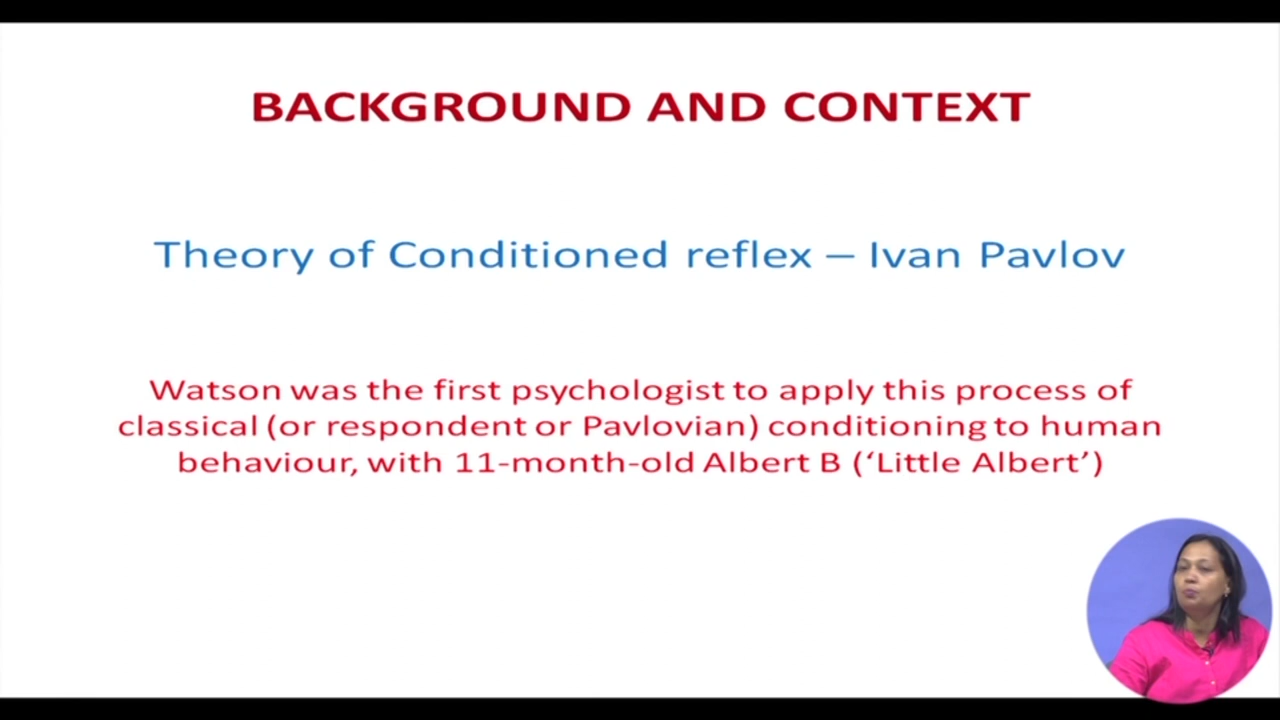 BACKGROUND AND CONTEXT
Theory of Conditioned reflex – Ivan Pavlov
Watson was the first psychologist to apply this process of
classical (or respondent or Pavlovian) conditioning to human
behaviour, with 11-month-old Albert B (‘Little Albert’)